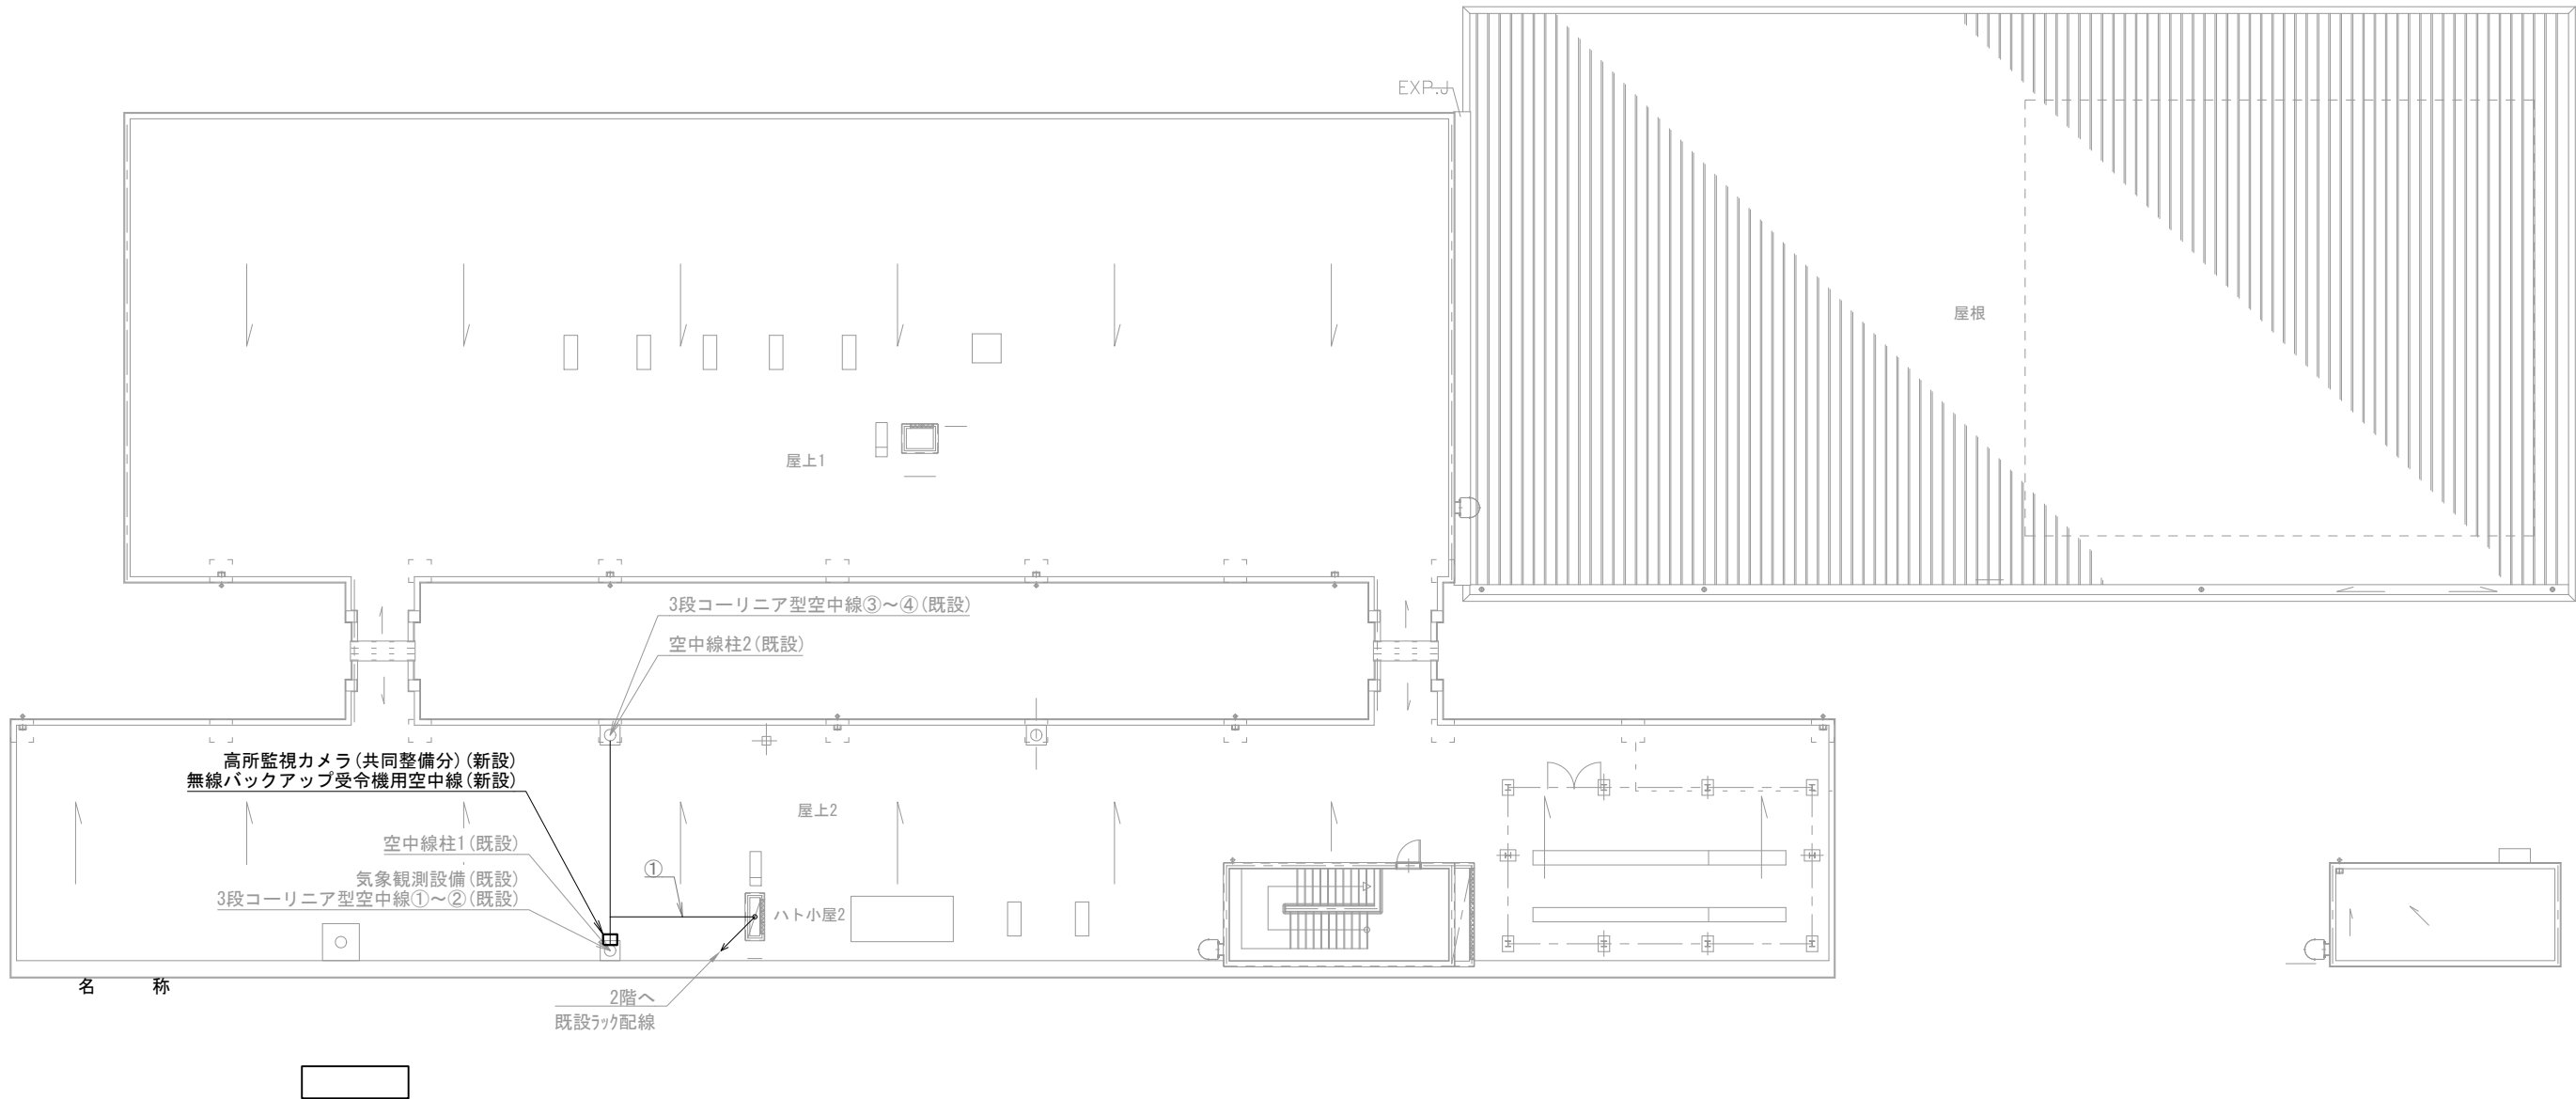 EXP.J
屋根
屋上1
3段コーリニア型空中線③～④(既設)
空中線柱2(既設)
高所監視カメラ(共同整備分)(新設)
無線バックアップ受令機用空中線(新設)
屋上2
空中線柱1(既設)
①
気象観測設備(既設)
3段コーリニア型空中線①～②(既設)
ハト小屋2
名 称
2階へ
既設ﾗｯｸ配線